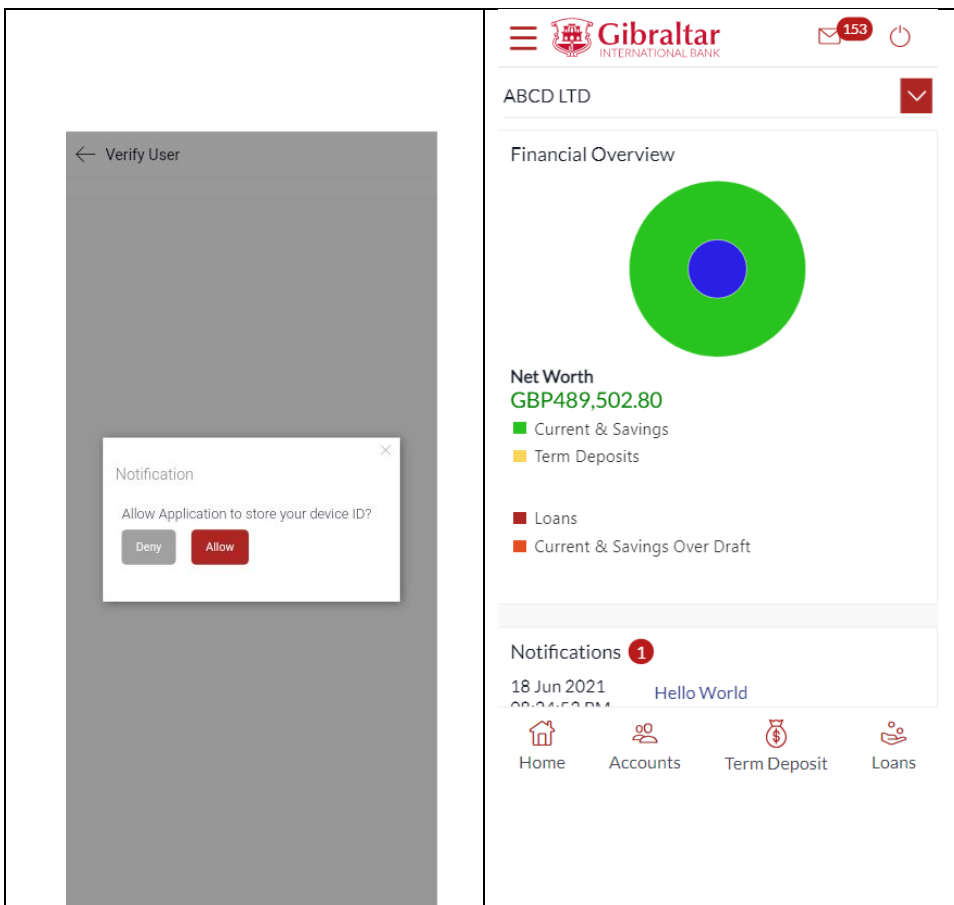 Verify User
Notification
Allow Application to store your device ID?
Deny
Allow
Gibraltar
INTERNATIONAL BANK
153
ABCD LTD
Financial Overview
Net Worth
GBP489,502.80
Current & Savings
Term Deposits
Loans
Current & Savings Over Draft
Notifications 1
18 Jun 2021
Hello World
Home Accounts Term Deposit Loans